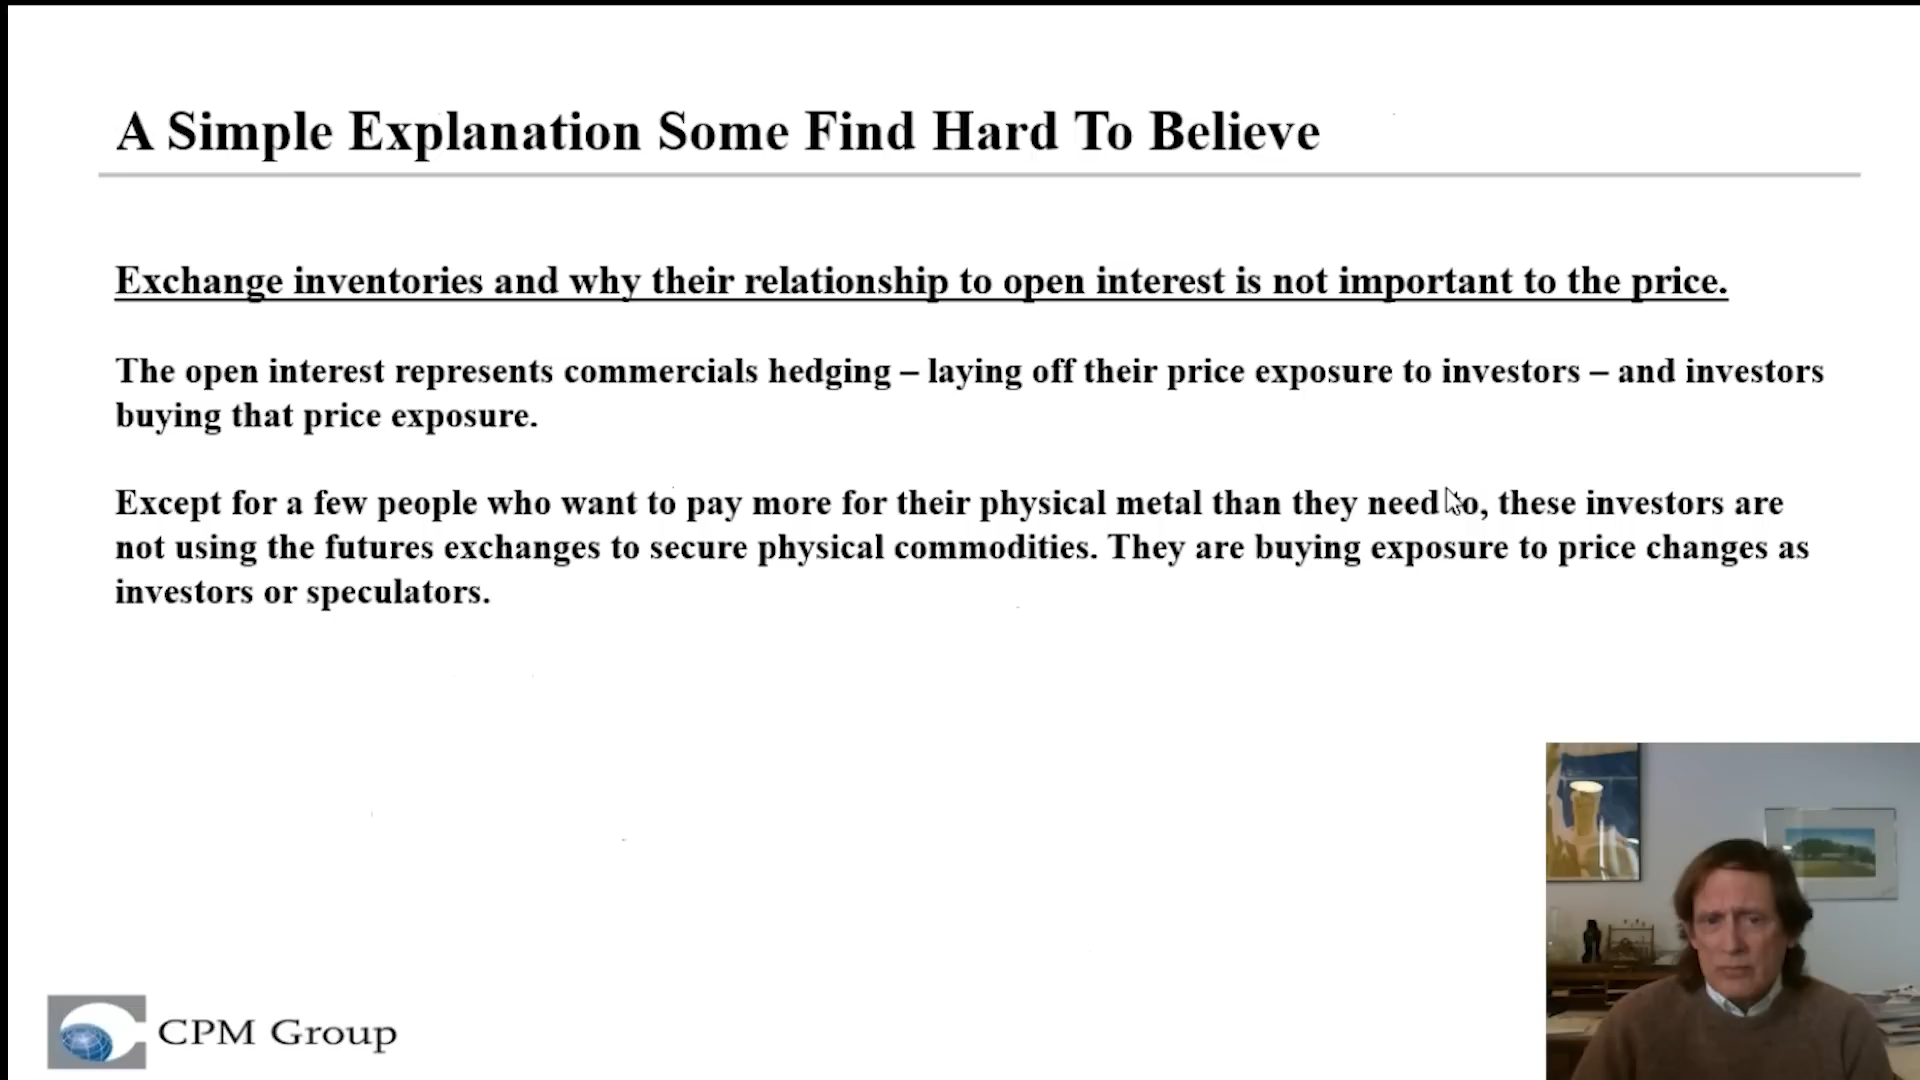 A Simple Explanation Some Find Hard To Believe
Exchange inventories and why their relationship to open interest is not important to the price.
The open interest represents commercials hedging – laying off their price exposure to investors – and investors
buying that price exposure.
Except for a few people who want to pay more for their physical metal than they need to, these investors are
not using the futures exchanges to secure physical commodities. They are buying exposure to price changes as
investors or speculators.
CPM Group